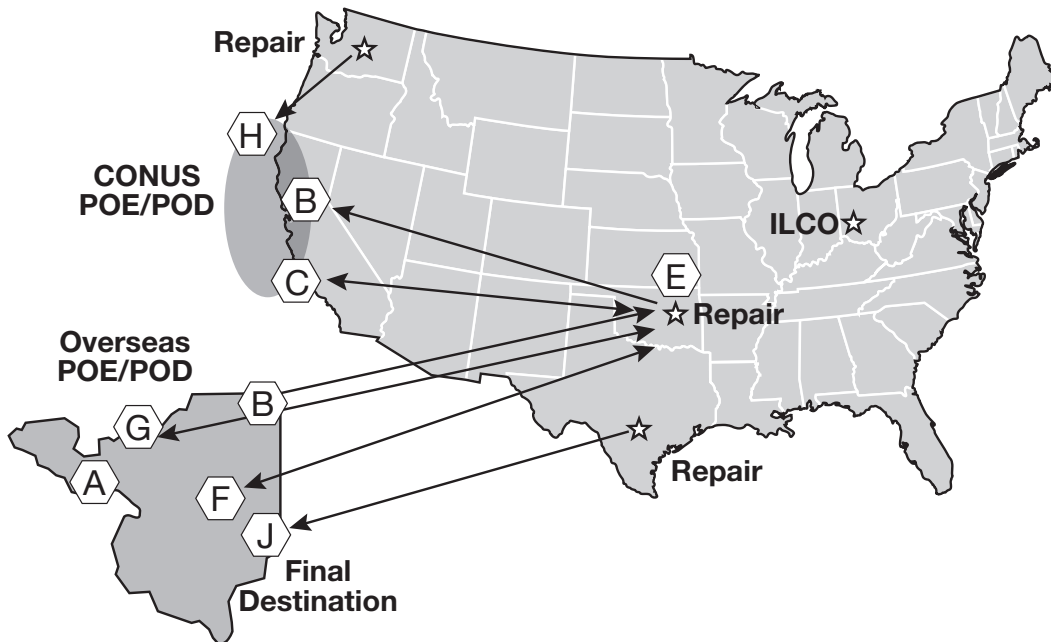 Repair
H
CONUS
POE/POD
B
ILCO
C
E
Repair
Overseas
POE/POD
B
G
A
F
Repair
J
Final
Destination